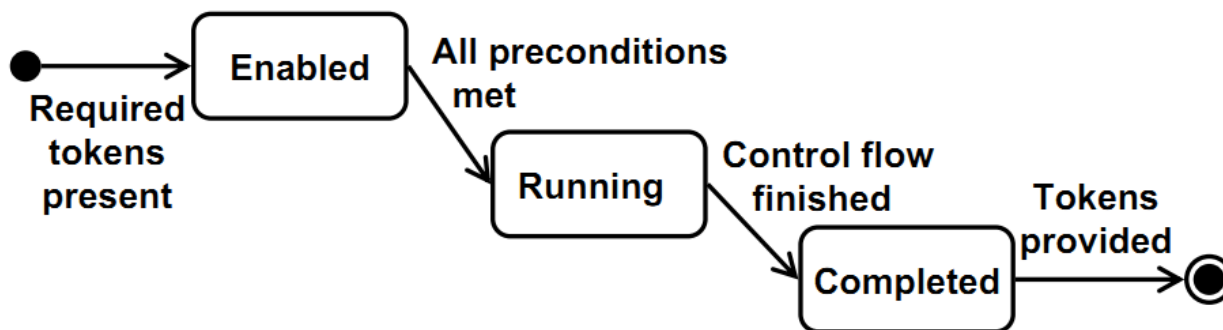 Enabled
Required
tokens
present
All preconditions
met
Running
Control flow
finished
Completed
Tokens
provided